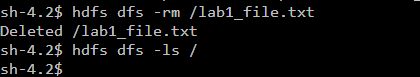 sh-4.2$ hdfs dfs -rm /lab1_file.txt
Deleted /lab1_file.txt
sh-4.2$ hdfs dfs -ls /
sh-4.2$